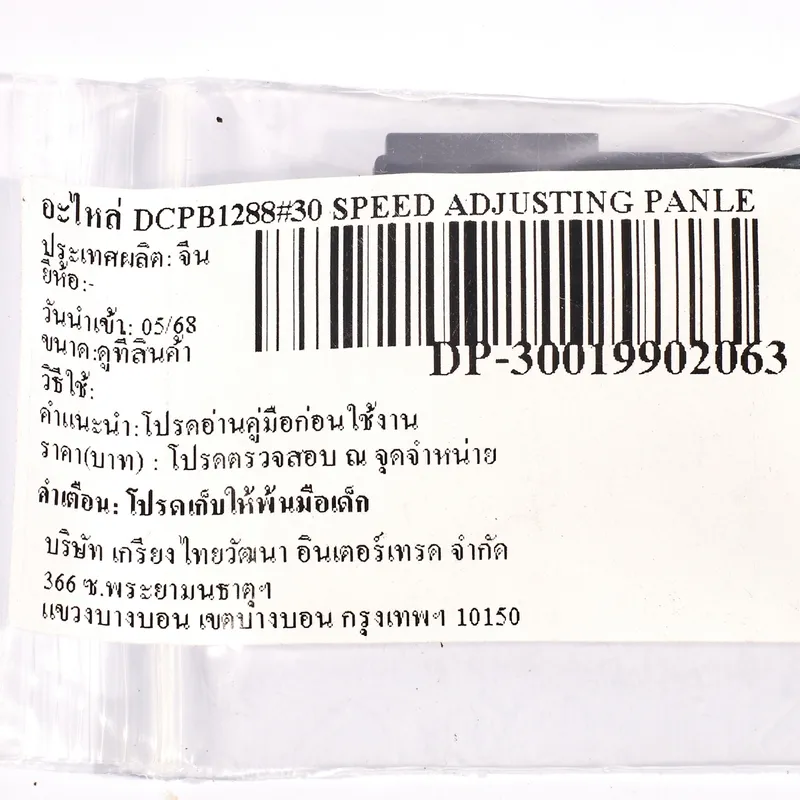 อะไหล่ DCPB1288#30 SPEED ADJUSTING PANLE
ประเทศผลิต: จีน
ยี่ห้อ:-
วันนำเข้า: 05/68
ขนาด:ดูที่สินค้า
DP-30019902063
วิธีใช้:
คำแนะนำ:โปรดอ่านคู่มือก่อนใช้งาน
ราคา(บาท) : โปรดตรวจสอบ ณ จุดจำหน่าย
คำเตือน: โปรดเก็บให้พ้นมือเด็ก
บริษัท เกรียงไทยวัฒนา อินเตอร์เทรด จำกัด
366 ซ.พระยามนธาตุฯ
แขวงบางบอน เขตบางบอน กรุงเทพฯ 10150